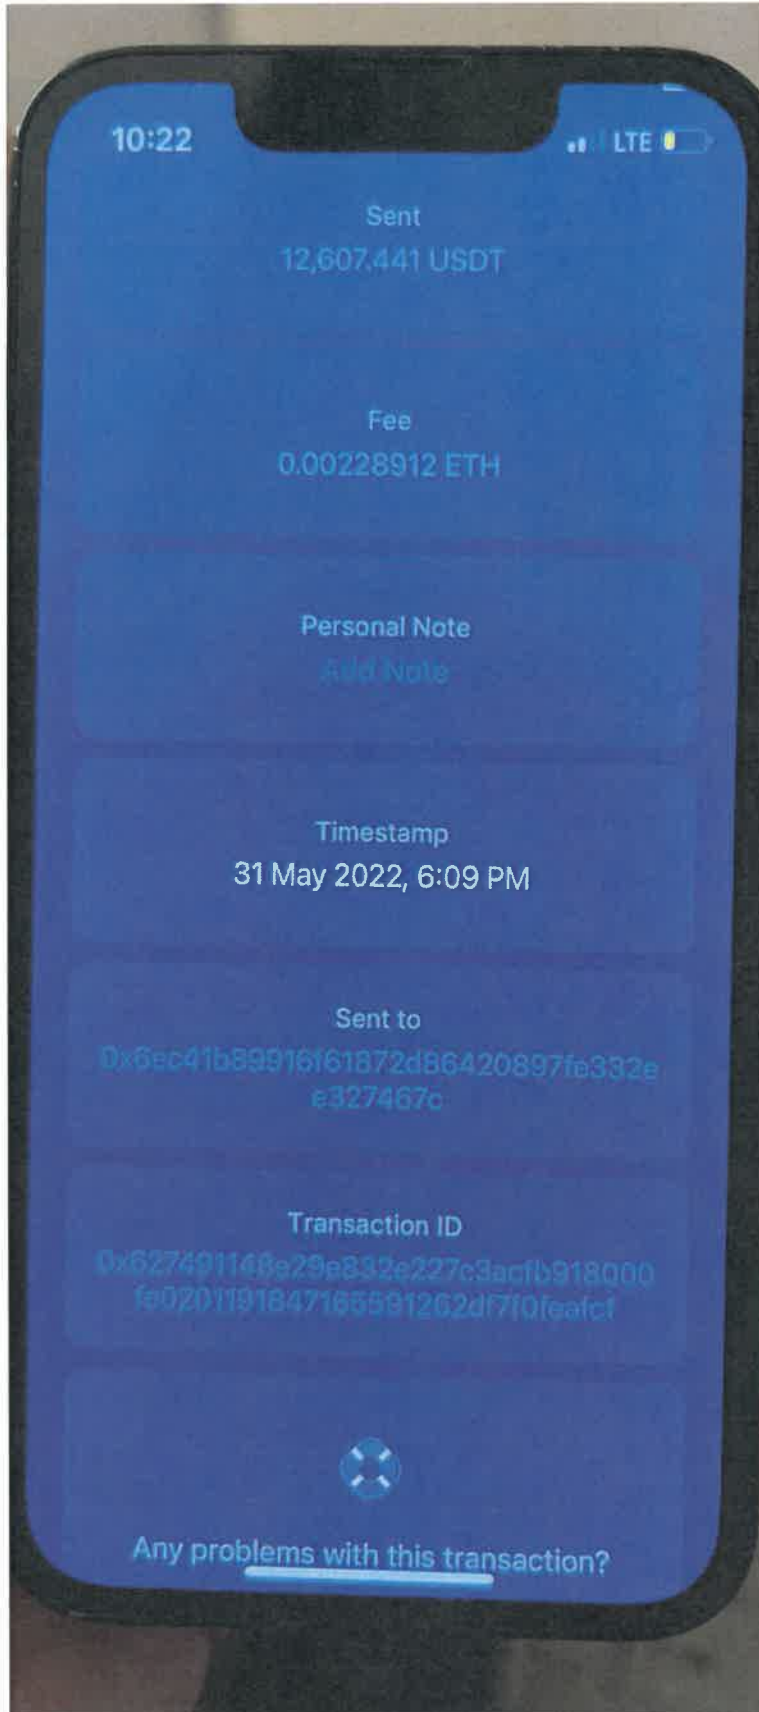 10:22
LTE
Sent
12,607.441 USDT
Fee
0.00228912 ETH
Personal Note
Add Note
Timestamp
31 May 2022, 6:09 PM
Sent to
e327467c
Transaction ID
Any problems with this transaction?